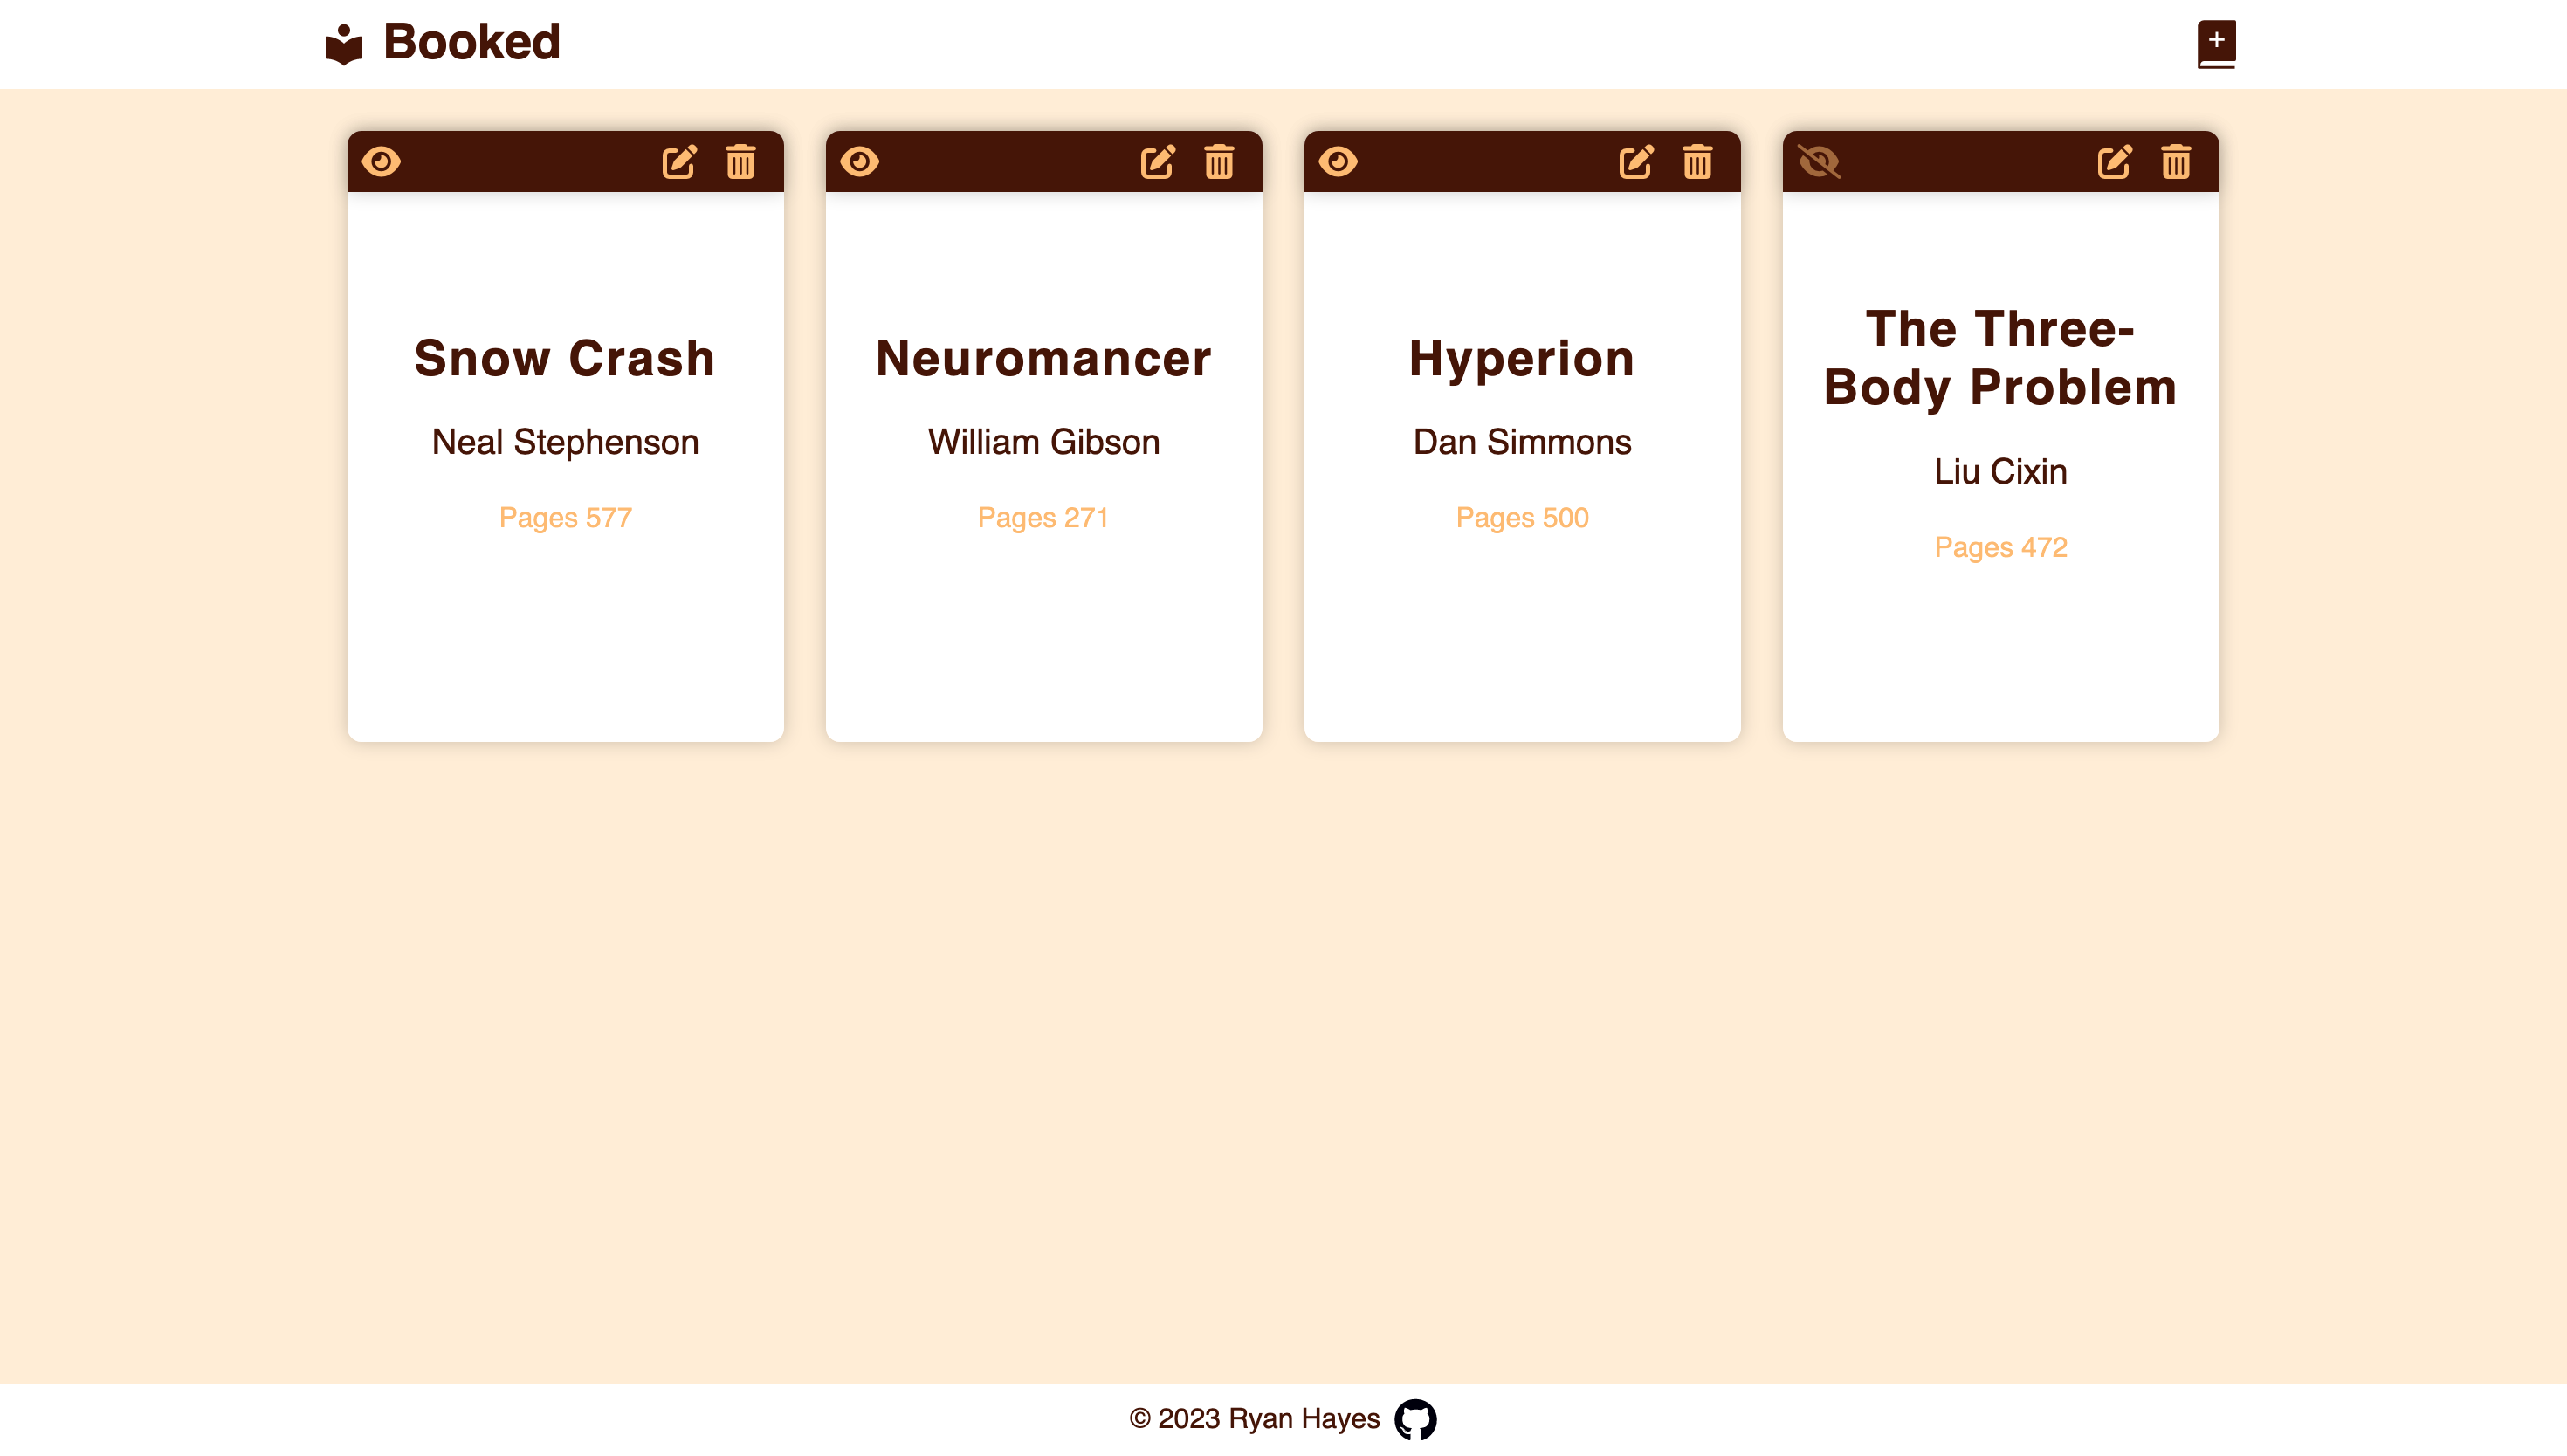 Booked
Snow Crash
Neal Stephenson
Pages 577
Neuromancer
William Gibson
Pages 271
Hyperion
Dan Simmons
Pages 500
The Three-
Body Problem
Liu Cixin
Pages 472
© 2023 Ryan Hayes